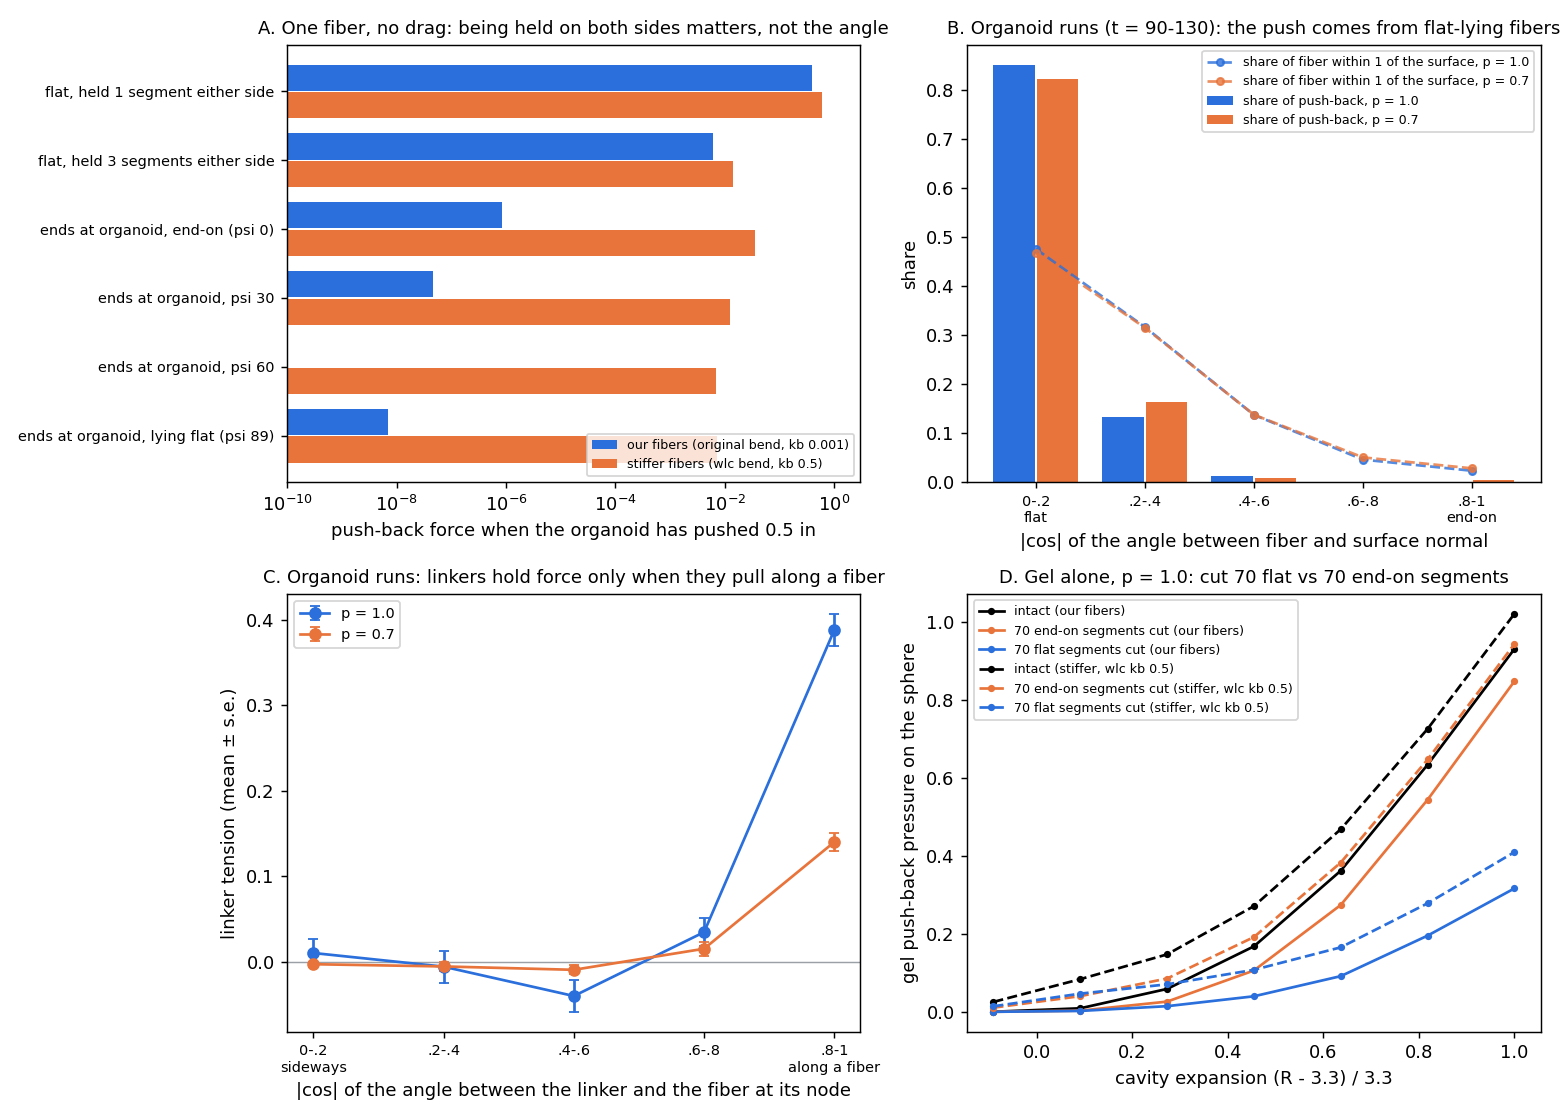 A. One fiber, no drag: being held on both sides matters, not the angle
flat, held 1 segment either side
flat, held 3 segments either side
ends at organoid, end-on (psi 0)
ends at organoid, psi 30
ends at organoid, psi 60
ends at organoid, lying flat (psi 89)
our fibers (original bend, kb 0.001)
stiffer fibers (wlc bend, kb 0.5)
10⁻¹⁰ 10⁻⁸ 10⁻⁶ 10⁻⁴ 10⁻² 10⁰
push-back force when the organoid has pushed 0.5 in
B. Organoid runs (t = 90-130): the push comes from flat-lying fibers
share of fiber within 1 of the surface, p = 1.0
share of fiber within 1 of the surface, p = 0.7
share of push-back, p = 1.0
share of push-back, p = 0.7
share
0.8
0.7
0.6
0.5
0.4
0.3
0.2
0.1
0.0
0-.2 .2-.4 .4-.6 .6-.8 .8-1
flat end-on
|cos| of the angle between fiber and surface normal
C. Organoid runs: linkers hold force only when they pull along a fiber
p = 1.0
p = 0.7
linker tension (mean ± s.e.)
0.4
0.3
0.2
0.1
0.0
0-.2 .2-.4 .4-.6 .6-.8 .8-1
sideways along a fiber
|cos| of the angle between the linker and the fiber at its node
D. Gel alone, p = 1.0: cut 70 flat vs 70 end-on segments
intact (our fibers)
70 end-on segments cut (our fibers)
70 flat segments cut (our fibers)
intact (stiffer, wlc kb 0.5)
70 end-on segments cut (stiffer, wlc kb 0.5)
70 flat segments cut (stiffer, wlc kb 0.5)
gel push-back pressure on the sphere
1.0
0.8
0.6
0.4
0.2
0.0
0.0 0.2 0.4 0.6 0.8 1.0
cavity expansion (R - 3.3) / 3.3